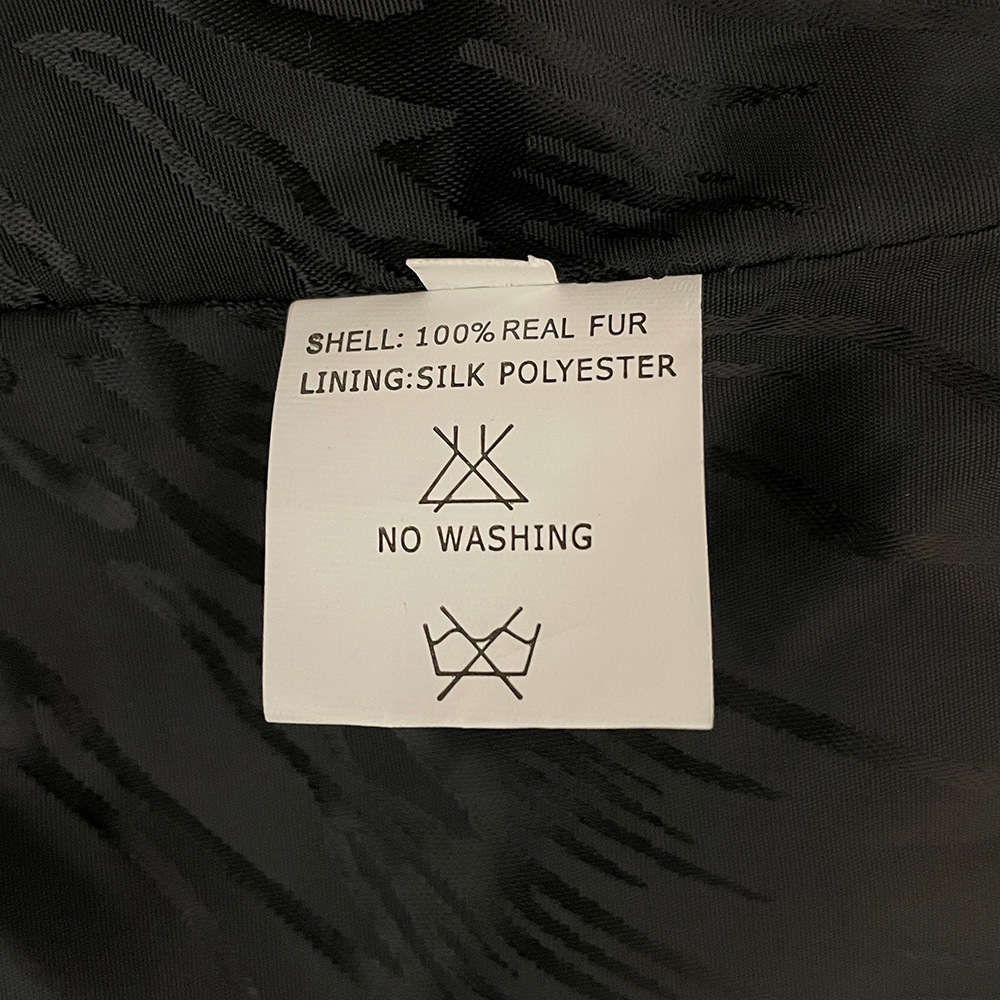 SHELL: 100% REAL FUR
LINING:SILK POLYESTER
NO WASHING